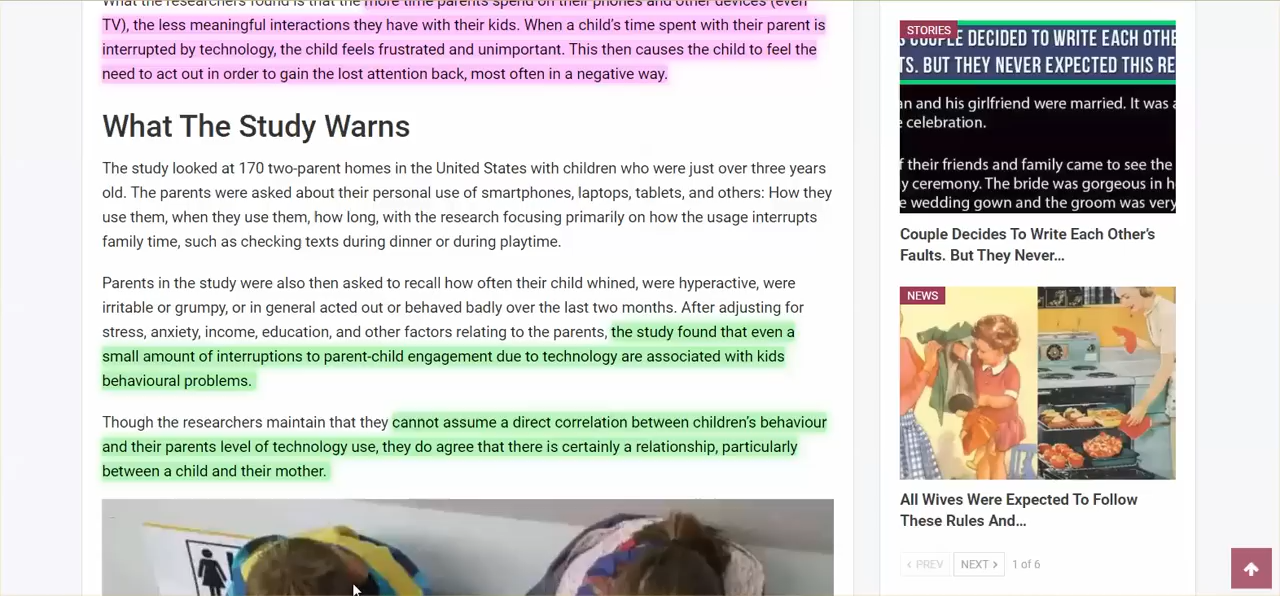 What the researchers found is that the more time parents spend on their phones and other devices (even
TV), the less meaningful interactions they have with their kids. When a child's time spent with their parent is
interrupted by technology, the child feels frustrated and unimportant. This then causes the child to feel the
need to act out in order to gain the lost attention back, most often in a negative way.
What The Study Warns
The study looked at 170 two-parent homes in the United States with children who were just over three years
old. The parents were asked about their personal use of smartphones, laptops, tablets, and others: How they
use them, when they use them, how long, with the research focusing primarily on how the usage interrupts
family time, such as checking texts during dinner or during playtime.
Parents in the study were also then asked to recall how often their child whined, were hyperactive, were
irritable or grumpy, or in general acted out or behaved badly over the last two months. After adjusting for
stress, anxiety, income, education, and other factors relating to the parents, the study found that even a
small amount of interruptions to parent-child engagement due to technology are associated with kids
behavioural problems.
Though the researchers maintain that they cannot assume a direct correlation between children's behaviour
and their parents level of technology use, they do agree that there is certainly a relationship, particularly
between a child and their mother.
STORIES
COUPLE DECIDED TO WRITE EACH OTHE
TS. BUT THEY NEVER EXPECTED THIS RE
an and his girlfriend were married. It was a
e celebration.
f their friends and family came to see the
y ceremony. The bride was gorgeous in h
e wedding gown and the groom was very
Couple Decides To Write Each Other's
Faults. But They Never...
NEWS
All Wives Were Expected To Follow
These Rules And...
PREV NEXT 1 of 6